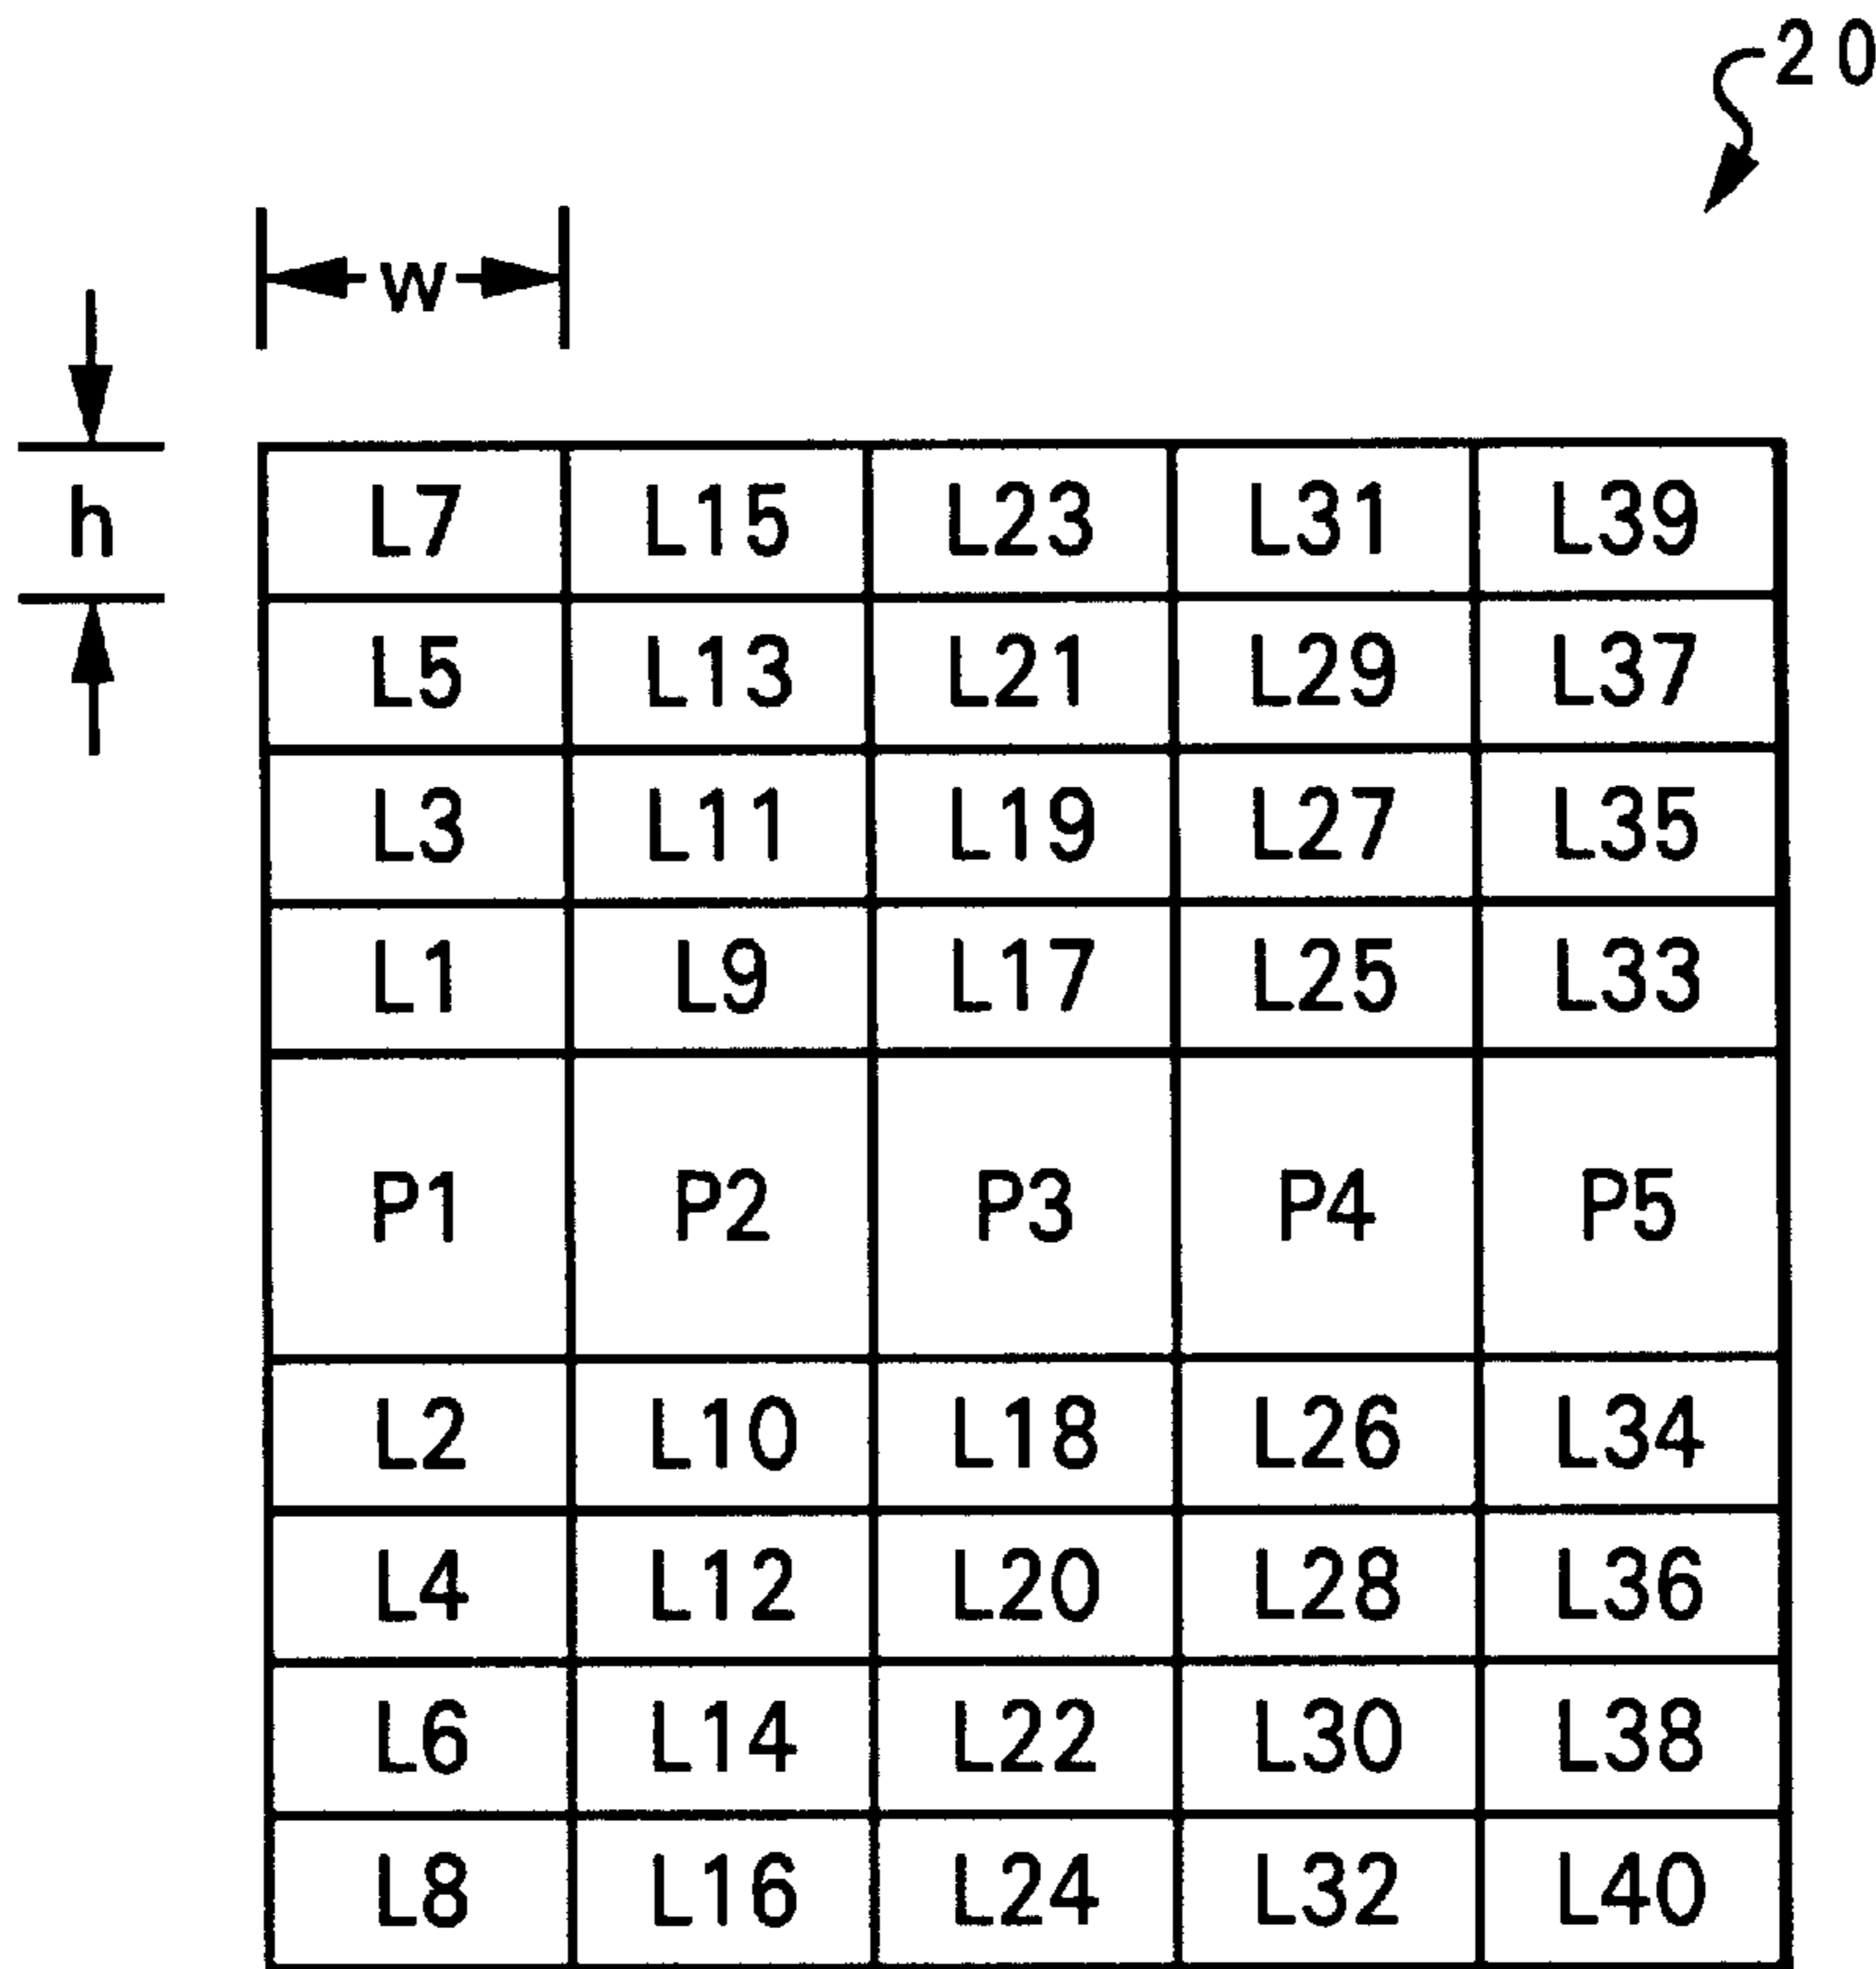 20
w
h
L7 L15 L23 L31 L39
L5 L13 L21 L29 L37
L3 L11 L19 L27 L35
L1 L9 L17 L25 L33
P1 P2 P3 P4 P5
L2 L10 L18 L26 L34
L4 L12 L20 L28 L36
L6 L14 L22 L30 L38
L8 L16 L24 L32 L40